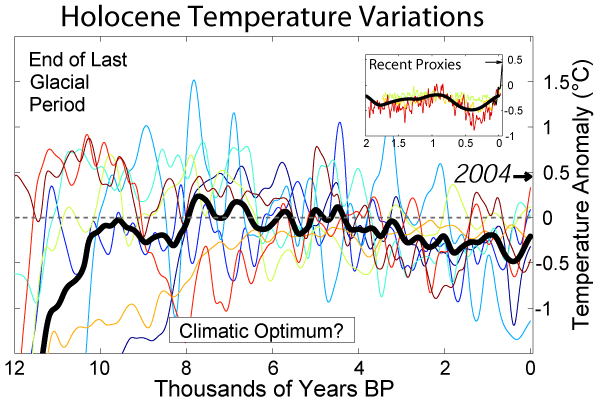 Holocene Temperature Variations
End of Last
Glacial
Period
Recent Proxies
0.5
0
-0.5
-1
2
1.5
1
0.5
0
1.5
1
0.5
0
-0.5
-1
2004
Temperature Anomaly (°C)
Climatic Optimum?
12
10
8
6
4
2
0
Thousands of Years BP